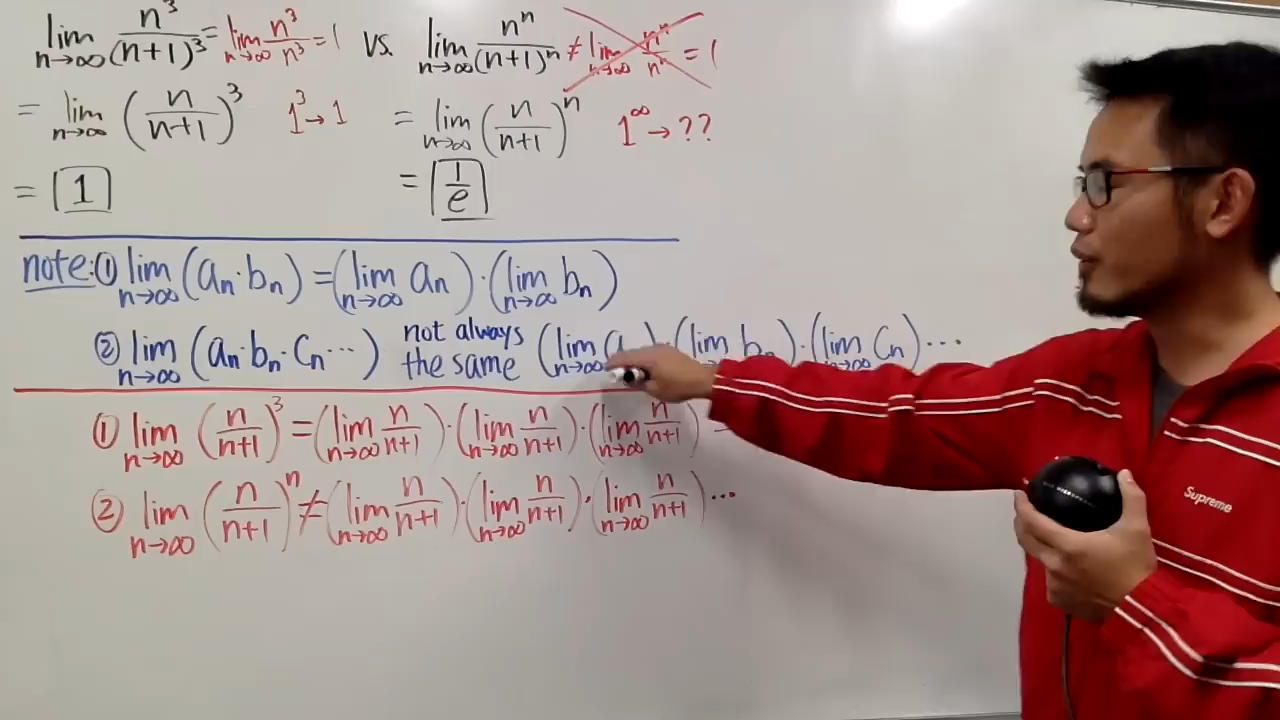 lim n→∞ n³/(n+1)³ = lim n→∞ n³/n³ = 1 vs. lim n→∞ nⁿ/(n+1)ⁿ ≠ lim n→∞ nⁿ/nⁿ = 1
= lim n→∞ (n/(n+1))³ 1³→1 = lim n→∞ (n/(n+1))ⁿ 1^∞→??
= 1 = 1/e
note: ① lim n→∞ (aₙ·bₙ) = (lim n→∞ aₙ)·(lim n→∞ bₙ)
② lim n→∞ (aₙ·bₙ·cₙ⋯) not always the same (lim n→∞ a)·(lim n→∞ bₙ)·(lim n→∞ cₙ)⋯
① lim n→∞ (n/(n+1))³ = (lim n→∞ n/(n+1))·(lim n→∞ n/(n+1))·(lim n→∞ n/(n+1))
② lim n→∞ (n/(n+1))ⁿ ≠ (lim n→∞ n/(n+1))·(lim n→∞ n/(n+1))·(lim n→∞ n/(n+1))⋯
Supreme